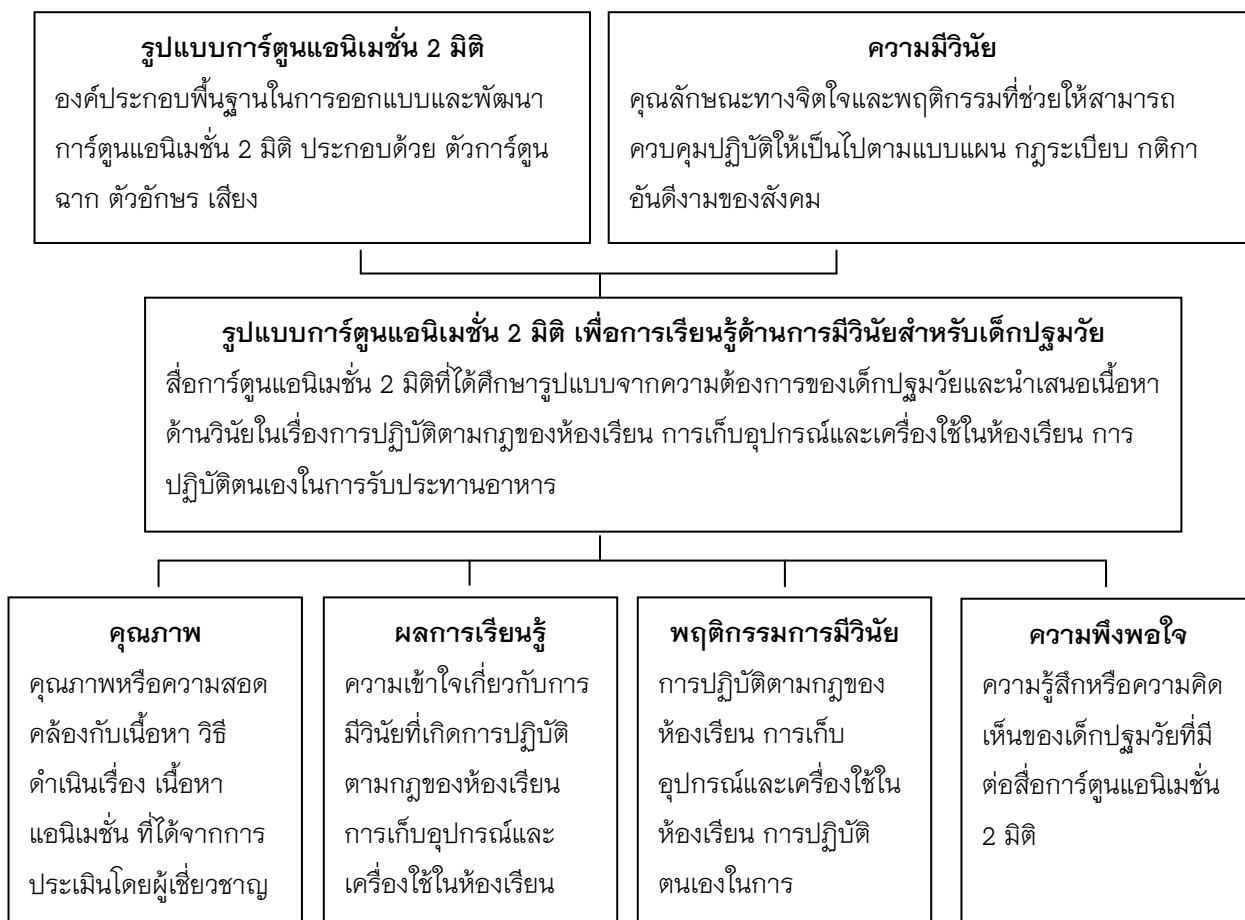 รูปแบบการ์ตูนแอนิเมชั่น 2 มิติ
องค์ประกอบพื้นฐานในการออกแบบและพัฒนา
การ์ตูนแอนิเมชั่น 2 มิติ ประกอบด้วย ตัวการ์ตูน
ฉาก ตัวอักษร เสียง
ความมีวินัย
คุณลักษณะทางจิตใจและพฤติกรรมที่ช่วยให้สามารถ
ควบคุมปฏิบัติให้เป็นไปตามแบบแผน กฎระเบียบ กติกา
อันดีงามของสังคม
รูปแบบการ์ตูนแอนิเมชั่น 2 มิติ เพื่อการเรียนรู้ด้านการมีวินัยสำหรับเด็กปฐมวัย
สื่อการ์ตูนแอนิเมชั่น 2 มิติที่ได้ศึกษารูปแบบจากความต้องการของเด็กปฐมวัยและนำเสนอเนื้อหา
ด้านวินัยในเรื่องการปฏิบัติตามกฎของห้องเรียน การเก็บอุปกรณ์และเครื่องใช้ในห้องเรียน การ
ปฏิบัติตนเองในการรับประทานอาหาร
คุณภาพ
คุณภาพหรือความสอด
คล้องกับเนื้อหา วิธี
ดำเนินเรื่อง เนื้อหา
แอนิเมชั่น ที่ได้จากการ
ประเมินโดยผู้เชี่ยวชาญ
ผลการเรียนรู้
ความเข้าใจเกี่ยวกับการ
มีวินัยที่เกิดการปฏิบัติ
ตามกฎของห้องเรียน
การเก็บอุปกรณ์และ
เครื่องใช้ในห้องเรียน
พฤติกรรมการมีวินัย
การปฏิบัติตามกฎของ
ห้องเรียน การเก็บ
อุปกรณ์และเครื่องใช้ใน
ห้องเรียน การปฏิบัติ
ตนเองในการ
ความพึงพอใจ
ความรู้สึกหรือความคิด
เห็นของเด็กปฐมวัยที่มี
ต่อสื่อการ์ตูนแอนิเมชั่น
2 มิติ